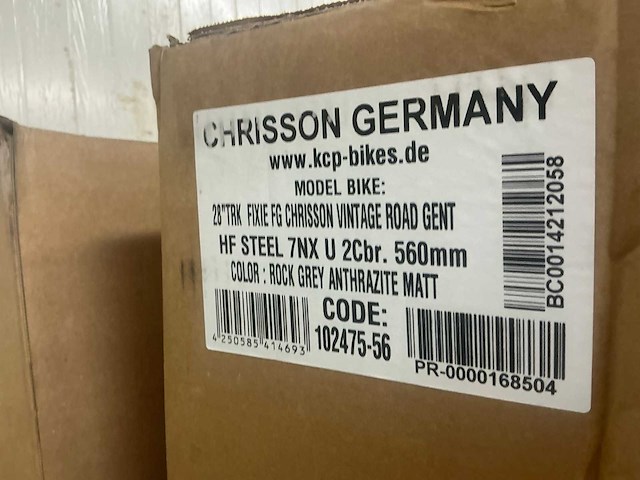 CHRISSON GERMANY
www.kcp-bikes.de
MODEL BIKE:
28"TRK FIXIE FG CHRISSON VINTAGE ROAD GENT
HF STEEL 7NX U 2Cbr. 560mm
COLOR : ROCK GREY ANTHRAZITE MATT
CODE:
102475-56
4 250585 414693
PR-0000168504
BC0014212058